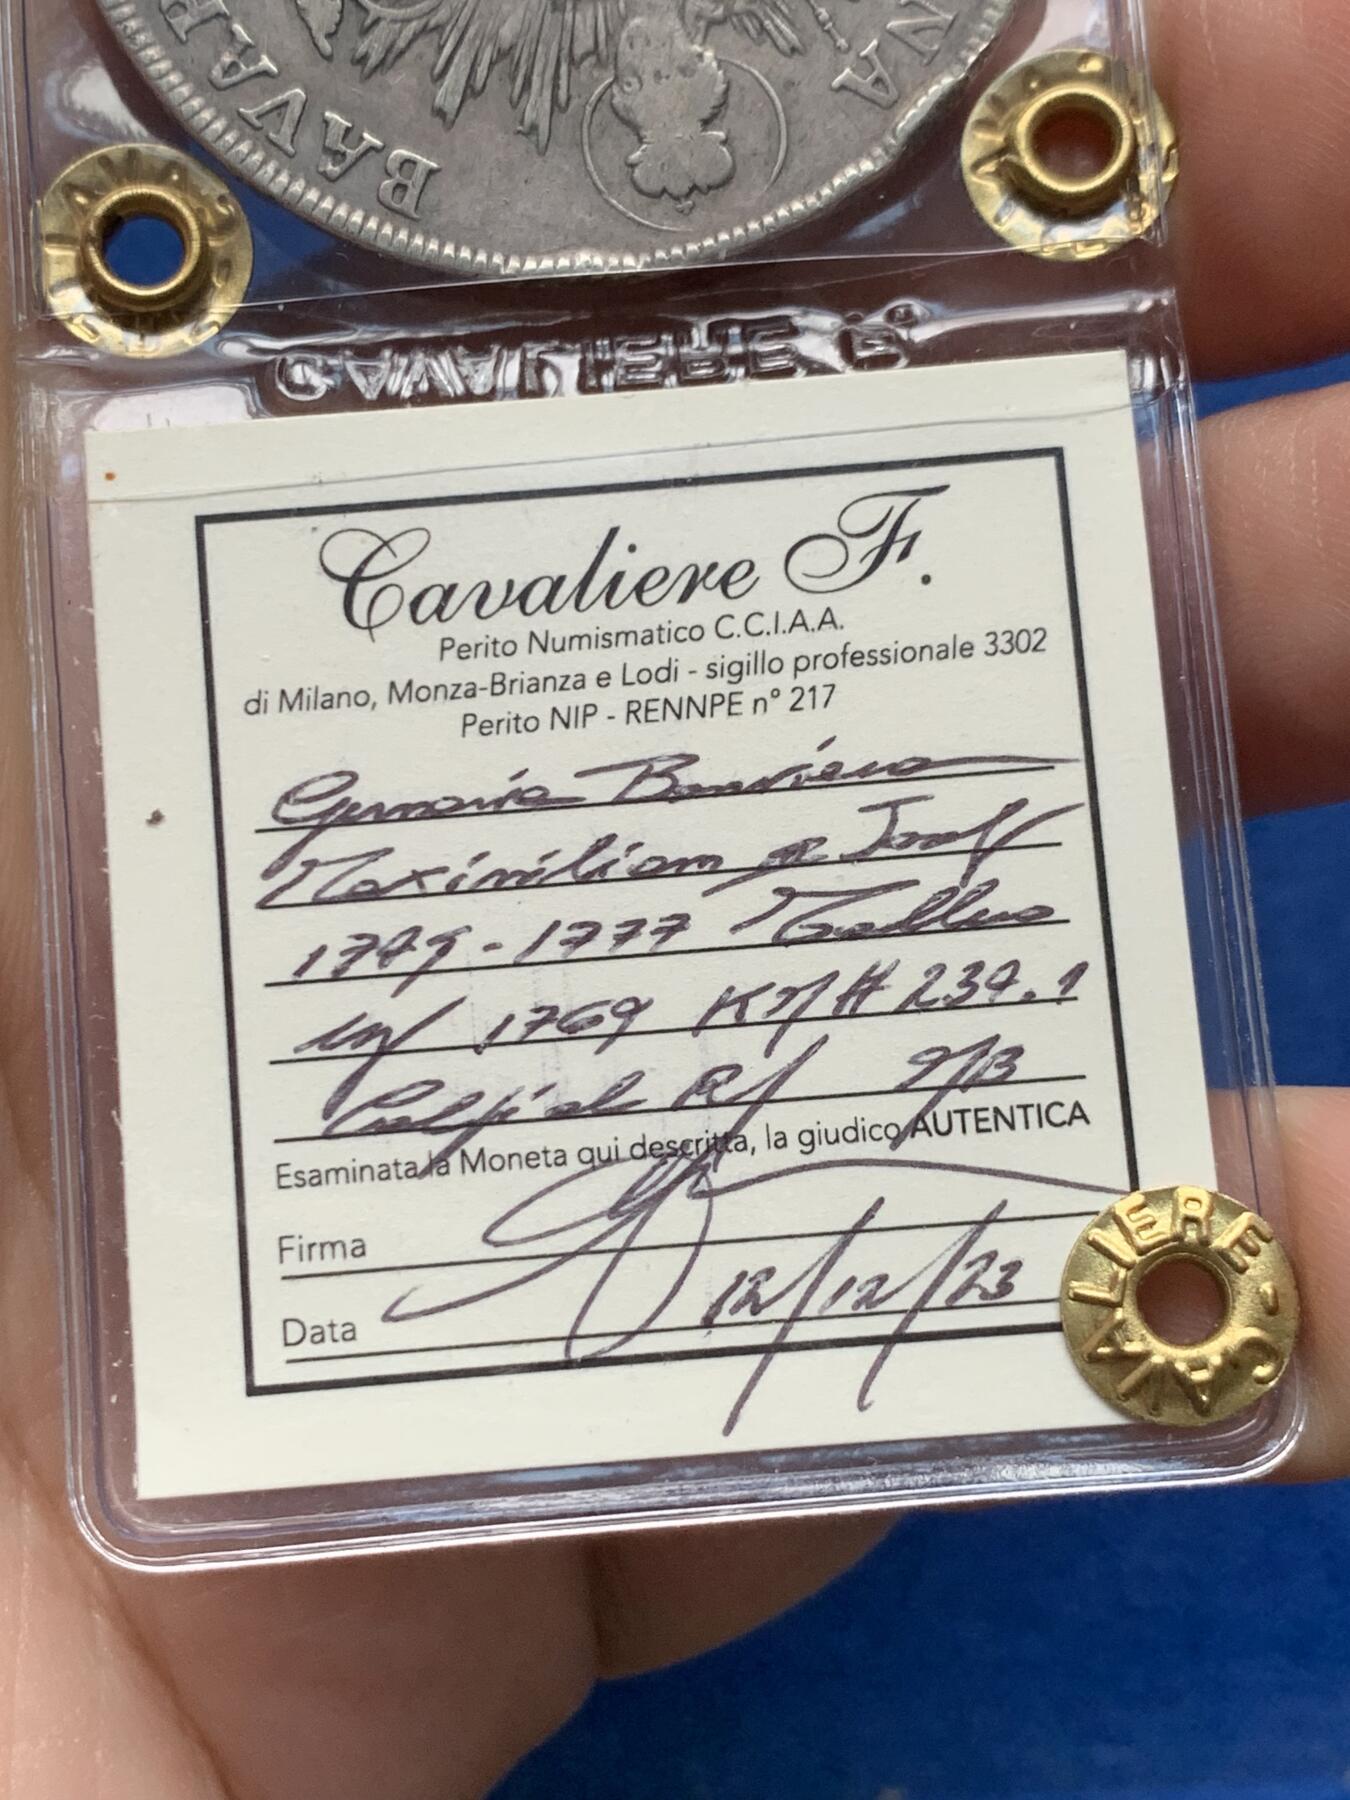 BAVAR
NA
CAVALIERE F.
Cavaliere F.
Perito Numismatico C.C.I.A.A.
di Milano, Monza-Brianza e Lodi - sigillo professionale 3302
Perito NIP - RENNPE n° 217
Germania Baviera
Maximilian III Josef
1745-1777 Tallero
1769 KM# 234.1
R/
Esaminata la Moneta qui descritta, la giudico AUTENTICA
Firma
Data 12/12/23
CAVALIERE -